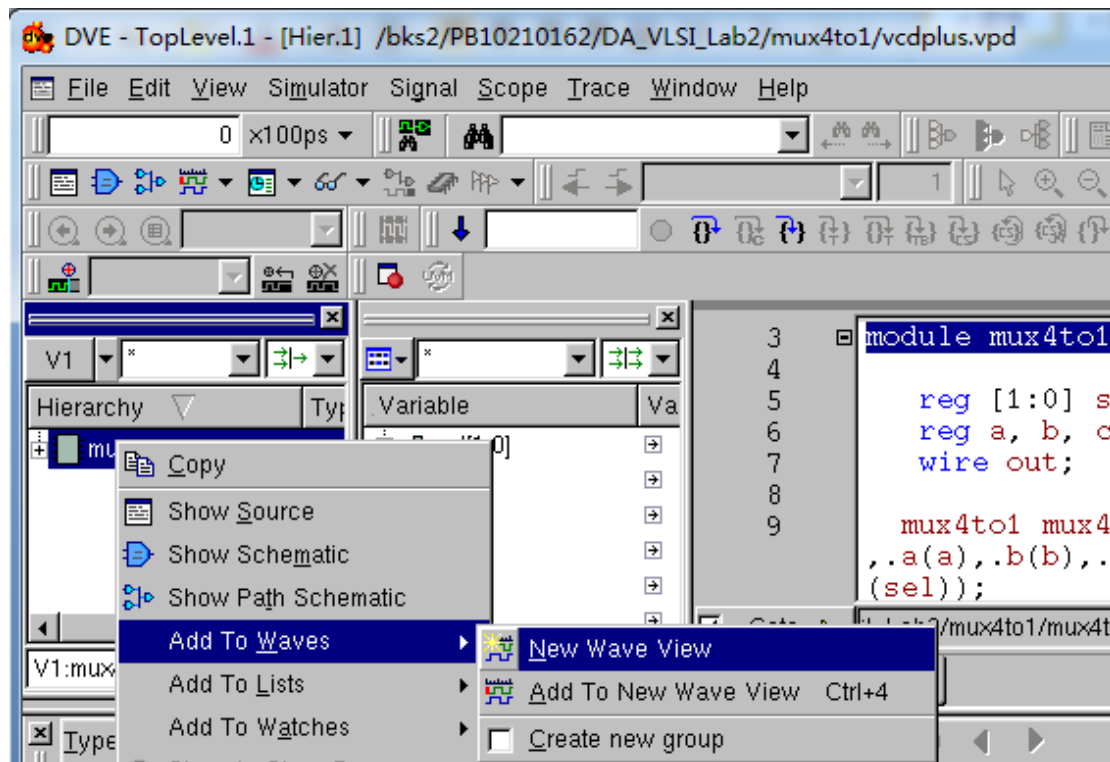 DVE - TopLevel.1 - [Hier.1] /bks2/PB10210162/DA_VLSI_Lab2/mux4to1/vcdplus.vpd
File Edit View Simulator Signal Scope Trace Window Help
0 x100ps
1
V1 * *
Hierarchy Typ Variable Va
3 module mux4to1
4
5 reg [1:0] s
6 reg a, b, c
7 wire out;
8
9 mux4to1 mux4
,.a(a),.b(b),.
(sel));
mu
:0]
Copy
Show Source
Show Schematic
Show Path Schematic
Add To Waves
New Wave View
/mux4to1/mux4t
V1:mux
Add To Lists
Add To New Wave View Ctrl+4
Add To Watches
Create new group
Type